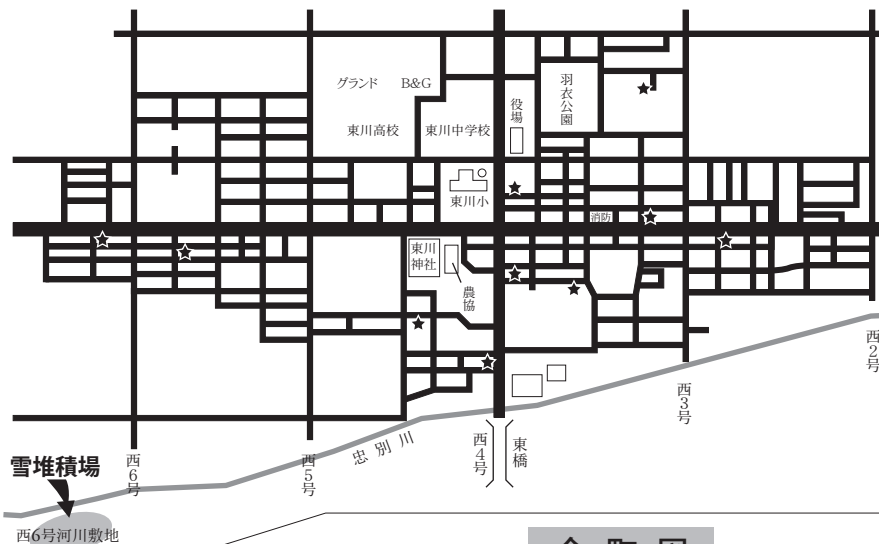 グランド
B&G
羽衣公園
役場
東川高校
東川中学校
東川小
消防
東川
神社
農協
西2号
西3号
西4号
東橋
忠別川
西5号
西6号
雪堆積場
西6号河川敷地
全町図